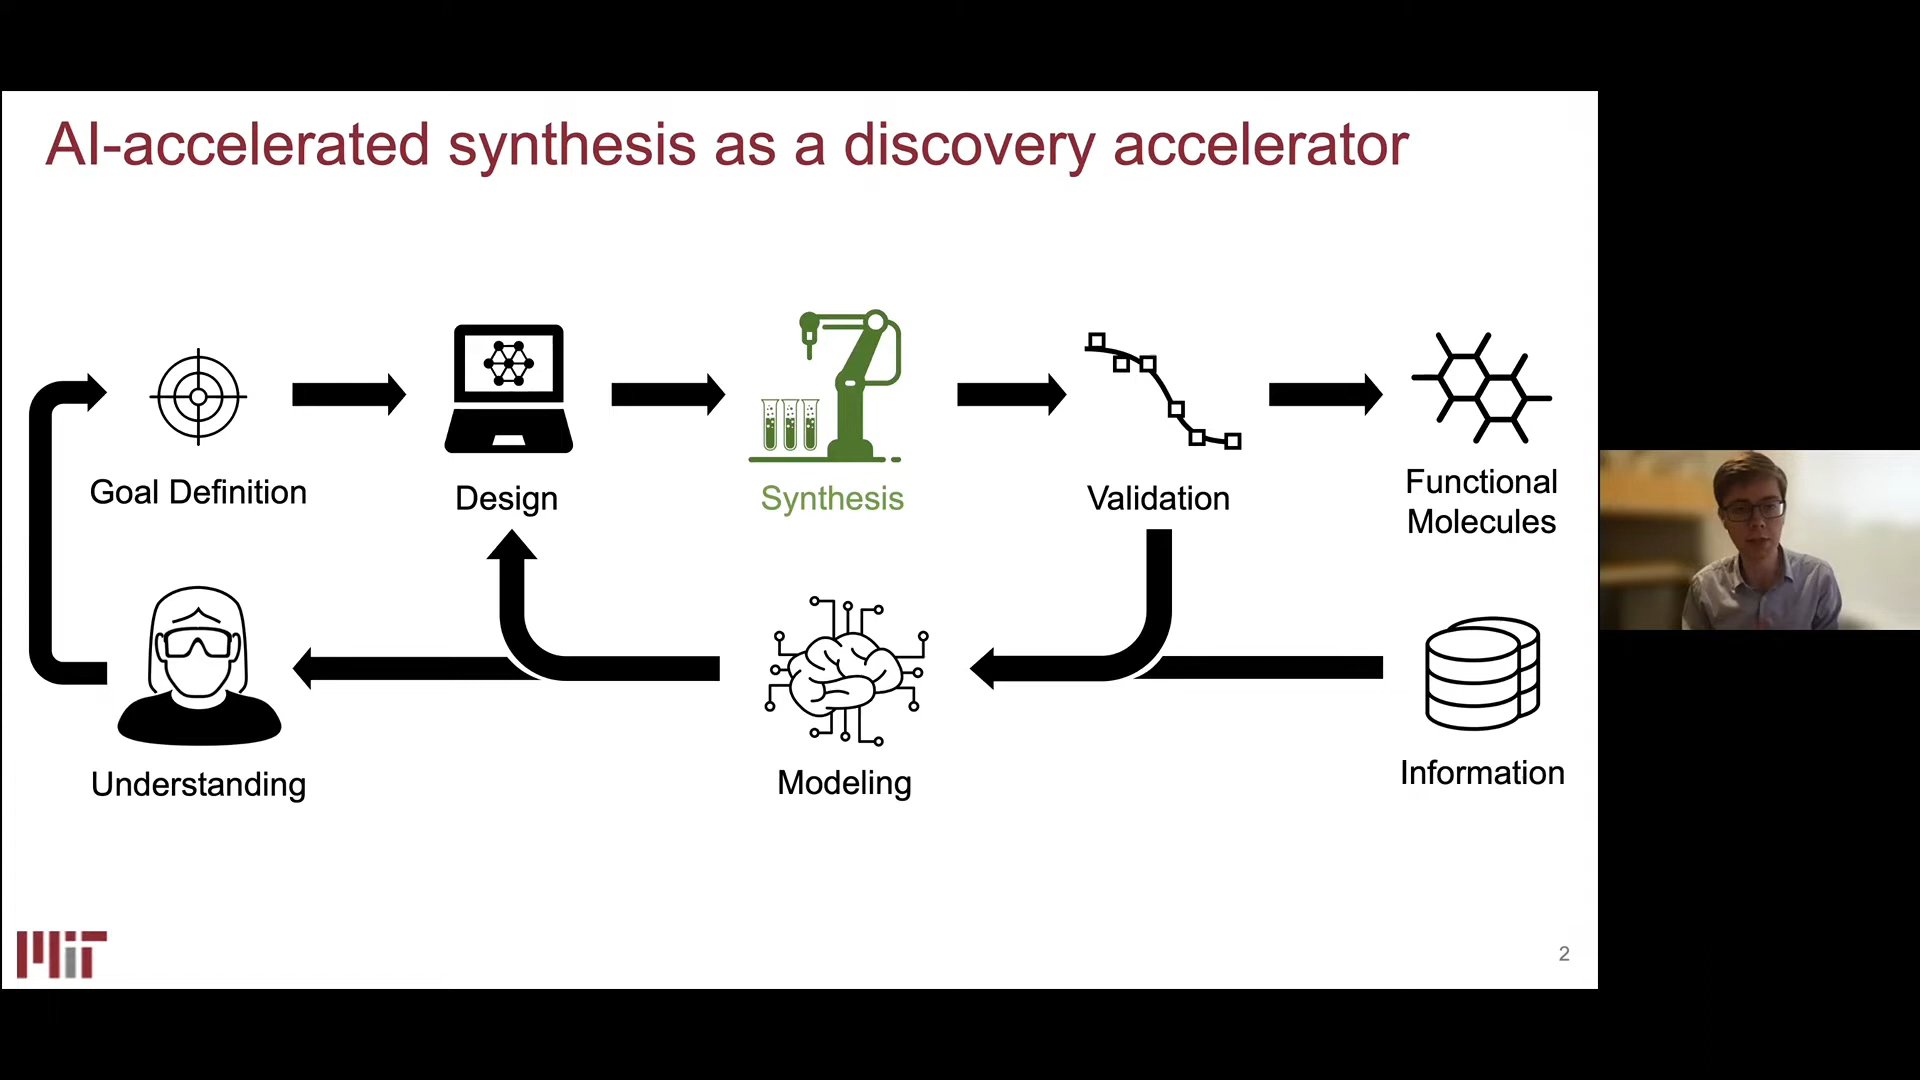 AI-accelerated synthesis as a discovery accelerator
Goal Definition
Design
Synthesis
Validation
Functional
Molecules
Understanding
Modeling
Information
MIT
2